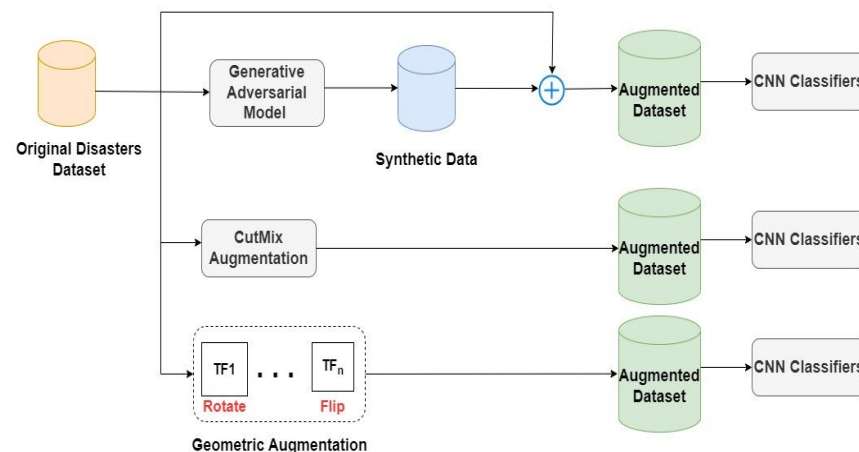 Generative
Adversarial
Model
Original Disasters
Dataset
Synthetic Data
Augmented
Dataset
CNN Classifiers
CutMix
Augmentation
Augmented
Dataset
CNN Classifiers
TF1
. . .
TFn
Rotate
Flip
Geometric Augmentation
Augmented
Dataset
CNN Classifiers